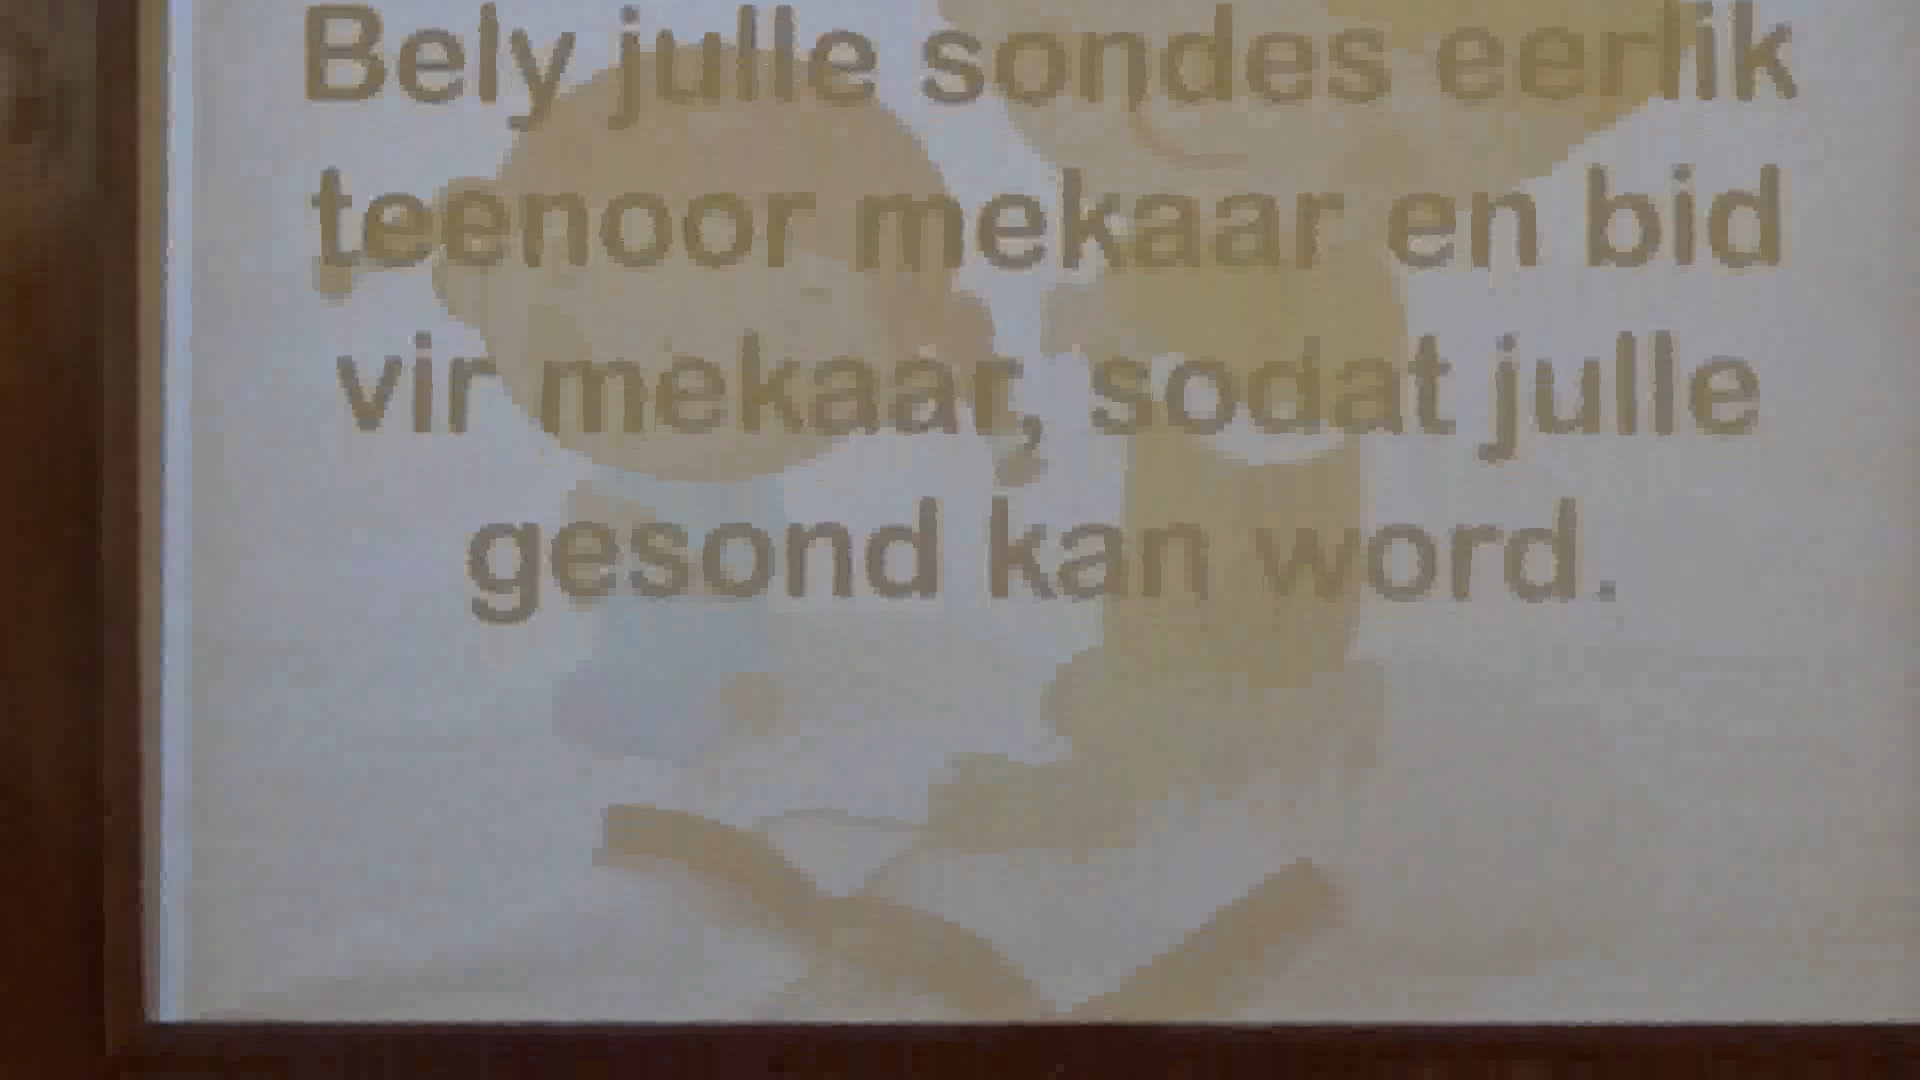 Bely julle sondes eerlik
teenoor mekaar en bid
vir mekaar, sodat julle
gesond kan word.